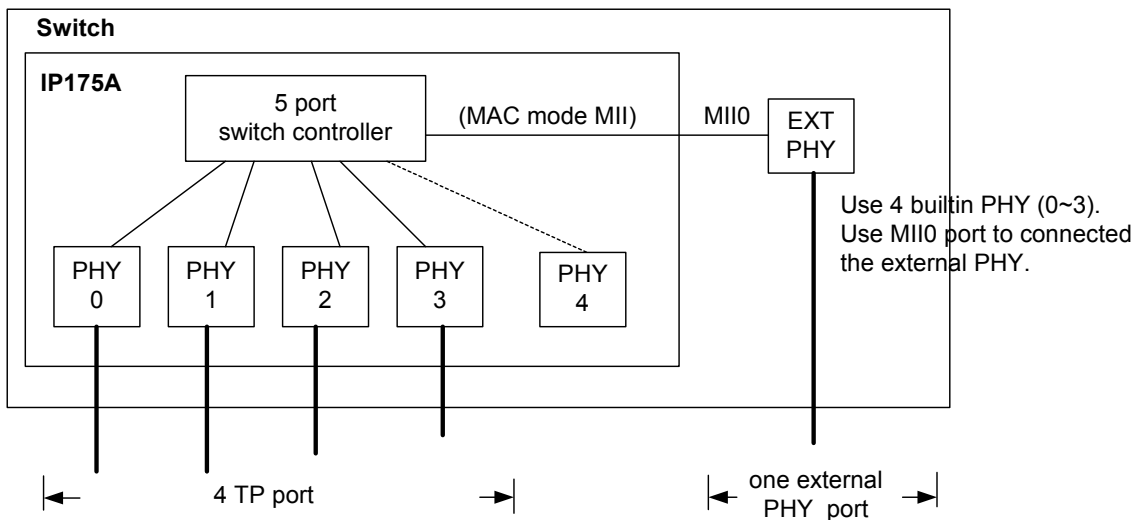 Switch
IP175A
5 port
switch controller
(MAC mode MII)
MII0
EXT
PHY
Use 4 builtin PHY (0~3).
Use MII0 port to connected
the external PHY.
PHY
0
PHY
1
PHY
2
PHY
3
PHY
4
4 TP port
one external
PHY port